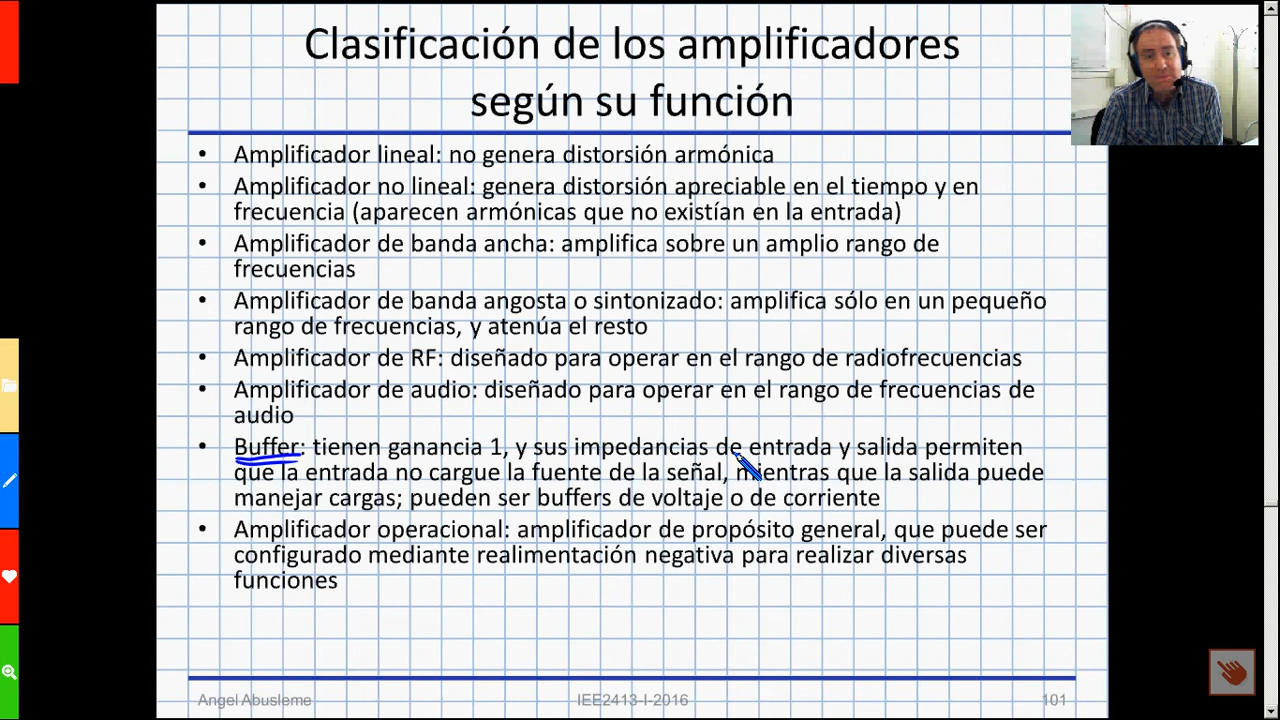 Clasificación de los amplificadores
según su función
• Amplificador lineal: no genera distorsión armónica
• Amplificador no lineal: genera distorsión apreciable en el tiempo y en
frecuencia (aparecen armónicas que no existían en la entrada)
• Amplificador de banda ancha: amplifica sobre un amplio rango de
frecuencias
• Amplificador de banda angosta o sintonizado: amplifica sólo en un pequeño
rango de frecuencias, y atenúa el resto
• Amplificador de RF: diseñado para operar en el rango de radiofrecuencias
• Amplificador de audio: diseñado para operar en el rango de frecuencias de
audio
• Buffer: tienen ganancia 1, y sus impedancias de entrada y salida permiten
que la entrada no cargue la fuente de la señal, mientras que la salida puede
manejar cargas; pueden ser buffers de voltaje o de corriente
• Amplificador operacional: amplificador de propósito general, que puede ser
configurado mediante realimentación negativa para realizar diversas
funciones
Angel Abusleme IEE2413-I-2016 101